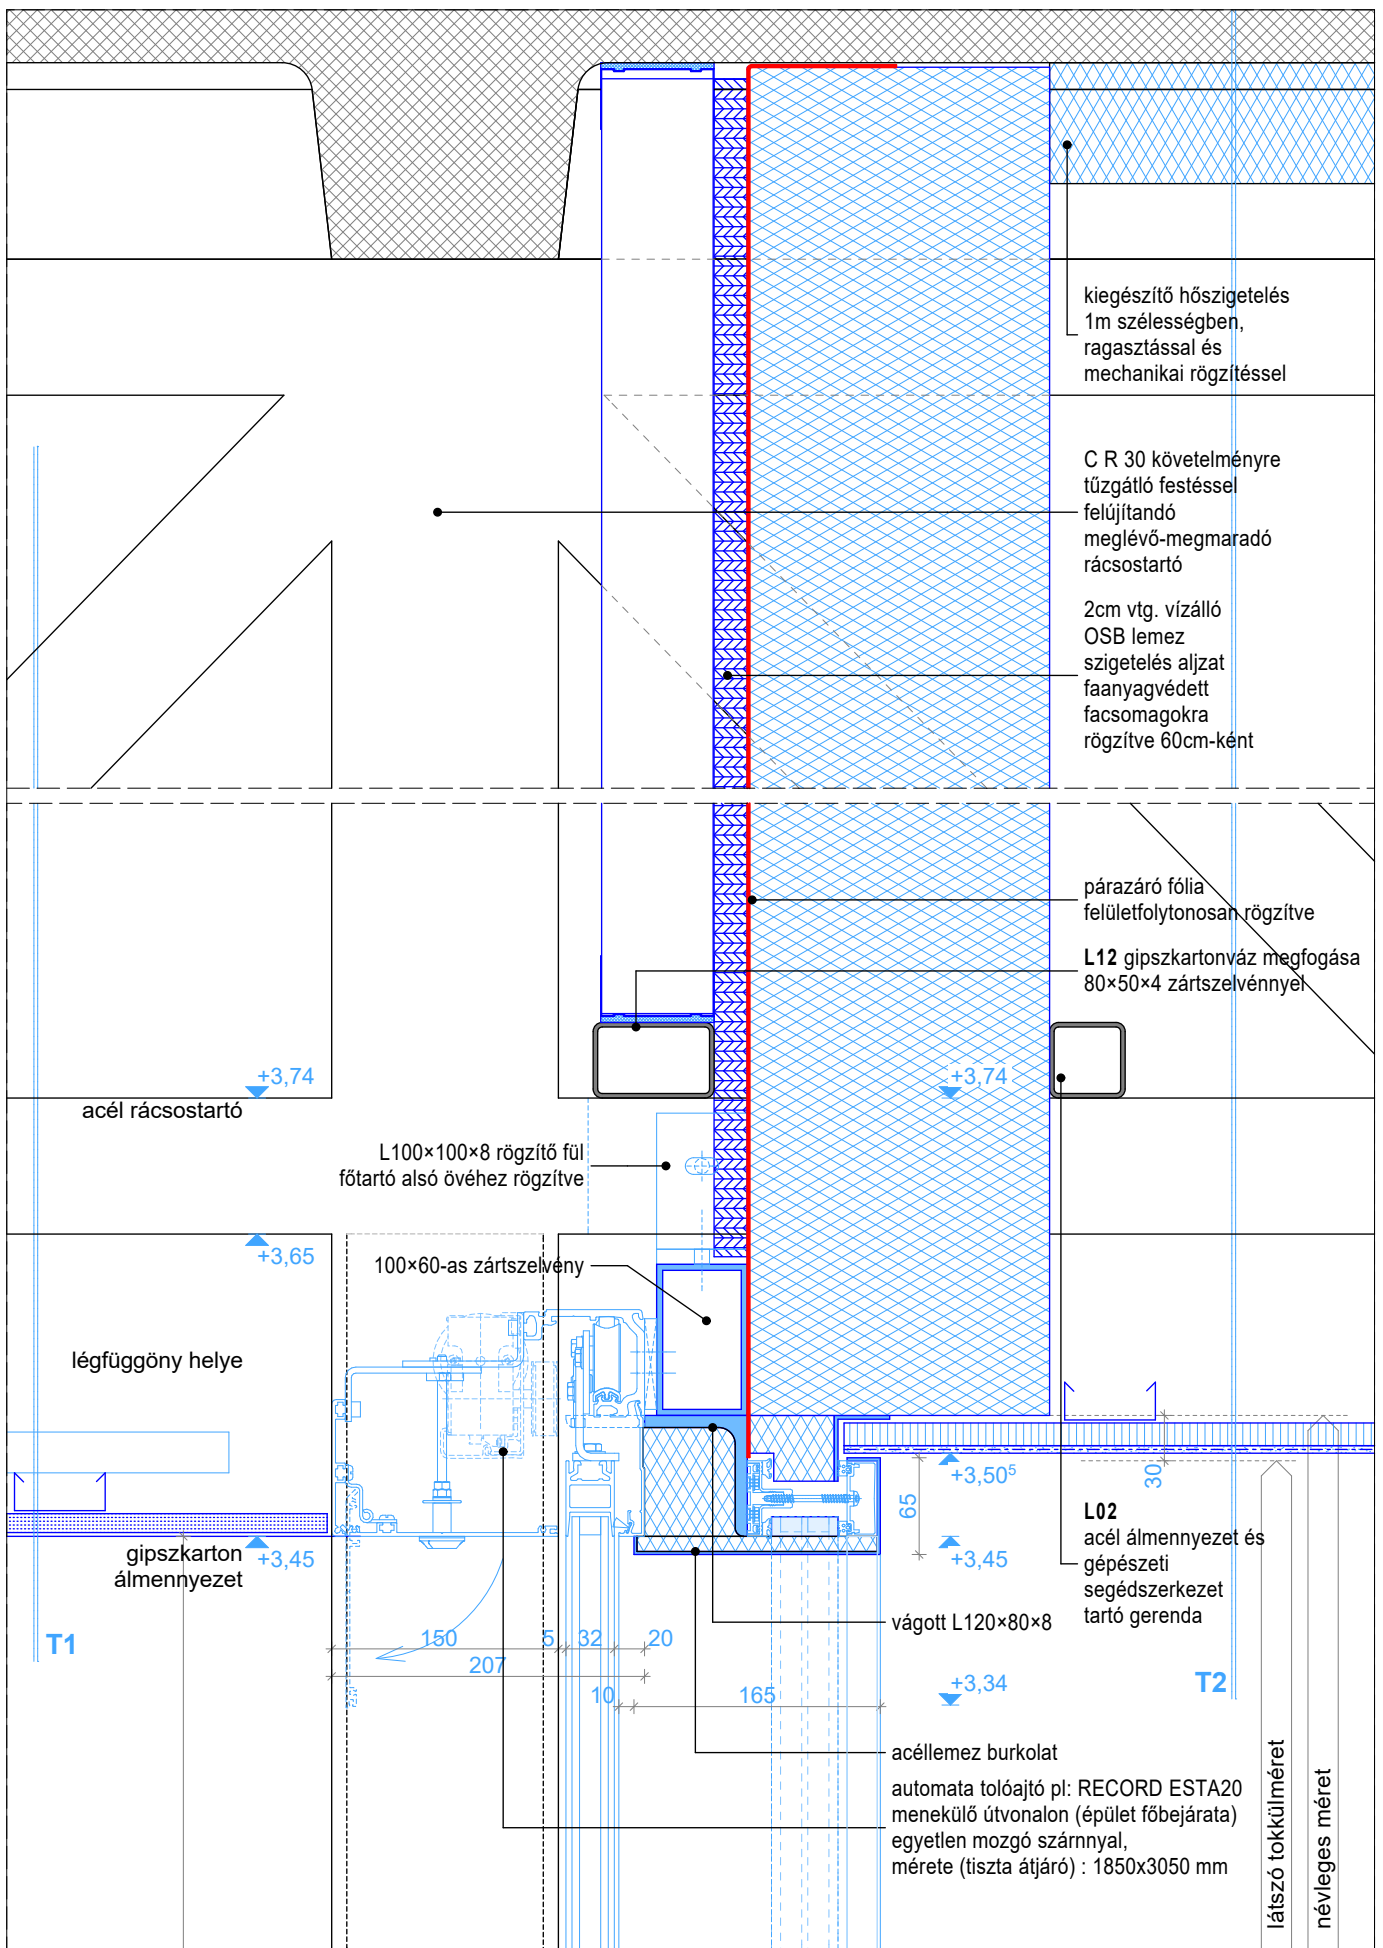 kiegészítő hőszigetelés
1m szélességben,
ragasztással és
mechanikai rögzítéssel
C R 30 követelményre
tűzgátló festéssel
felújítandó
meglévő-megmaradó
rácsostartó
2cm vtg. vízálló
OSB lemez
szigetelés aljzat
faanyagvédett
facsomagokra
rögzítve 60cm-ként
párazáró fólia
felületfolytonosan rögzítve
L12 gipszkartonváz megfogása
80×50×4 zártszelvénnyel
+3,74
+3,74
acél rácsostartó
L100×100×8 rögzítő fül
főtartó alsó övéhez rögzítve
+3,65
100×60-as zártszelvény
légfüggöny helye
+3,50⁵
30
65
L02
acél álmennyezet és
gépészeti
segédszerkezet
tartó gerenda
gipszkarton
álmennyezet
+3,45
+3,45
vágott L120×80×8
T1
150
5
32
20
207
10
165
+3,34
T2
acéllemez burkolat
automata tolóajtó pl: RECORD ESTA20
menekülő útvonalon (épület főbejárata)
egyetlen mozgó szárnnyal,
mérete (tiszta átjáró) : 1850x3050 mm
látszó tokkülméret
névleges méret